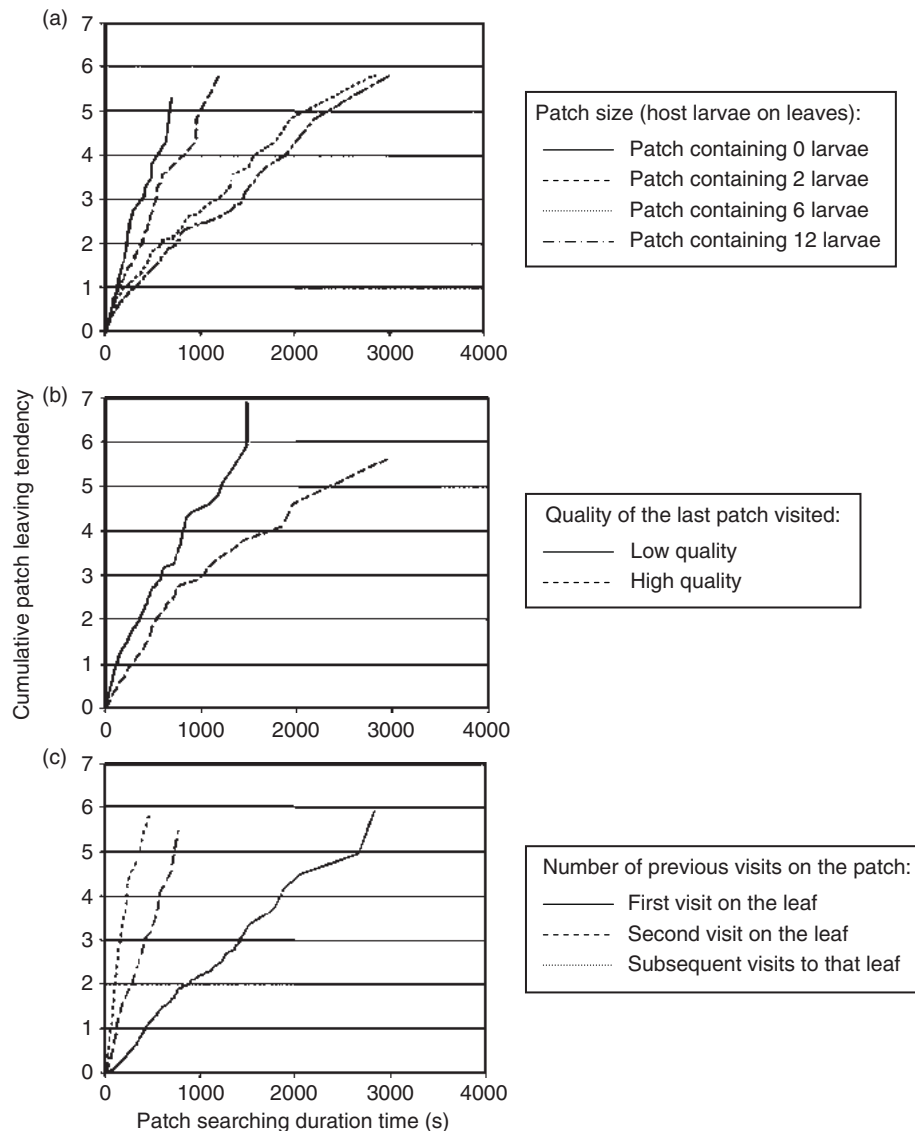 (a)
7
6
5
4
3
2
1
0
0 1000 2000 3000 4000
Patch size (host larvae on leaves):
Patch containing 0 larvae
Patch containing 2 larvae
Patch containing 6 larvae
Patch containing 12 larvae
Cumulative patch leaving tendency
(b)
7
6
5
4
3
2
1
0
0 1000 2000 3000 4000
Quality of the last patch visited:
Low quality
High quality
(c)
7
6
5
4
3
2
1
0
0 1000 2000 3000 4000
Patch searching duration time (s)
Number of previous visits on the patch:
First visit on the leaf
Second visit on the leaf
Subsequent visits to that leaf